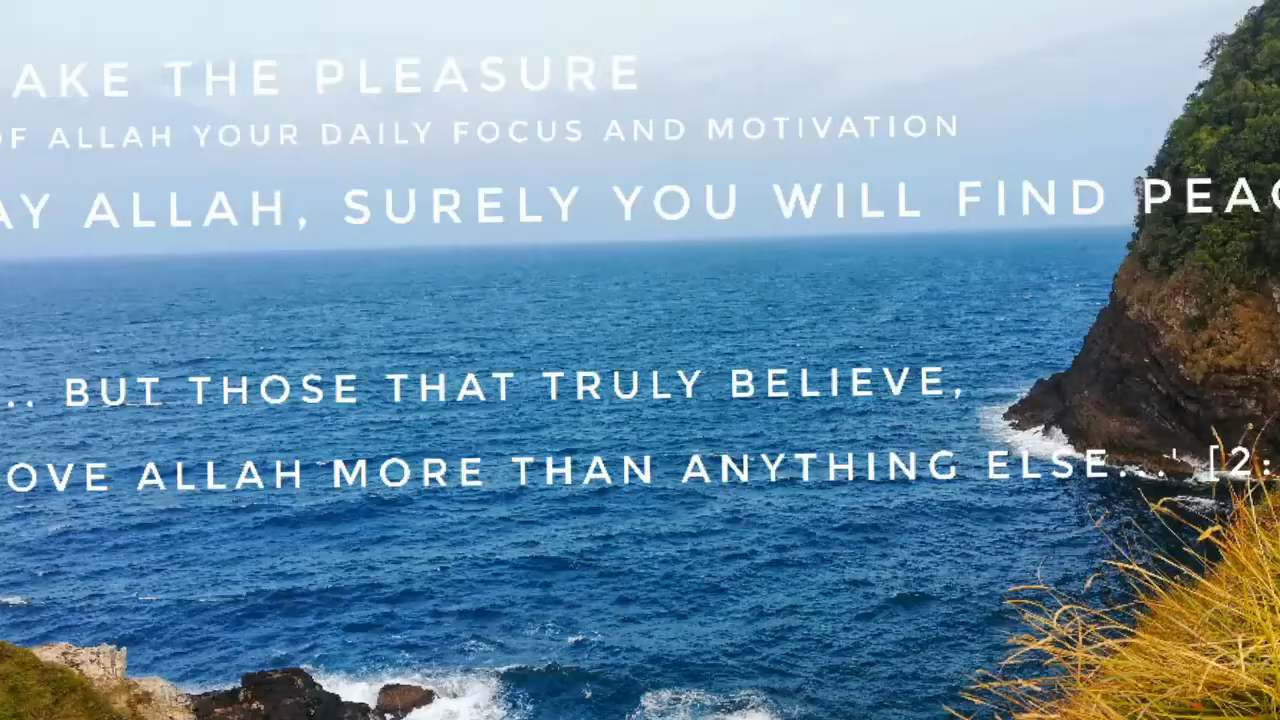 AKE THE PLEASURE
OF ALLAH YOUR DAILY FOCUS AND MOTIVATION
AY ALLAH, SURELY YOU WILL FIND PEAC
.. BUT THOSE THAT TRULY BELIEVE,
OVE ALLAH MORE THAN ANYTHING ELSE. .' [2: